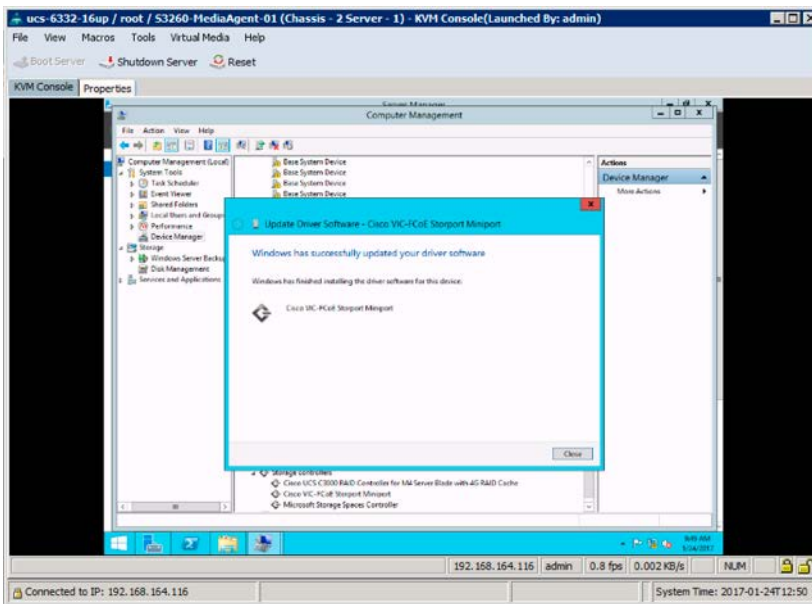 ucs-6332-16up / root / S3260-MediaAgent-01 (Chassis - 2 Server - 1) - KVM Console(Launched By: admin)
File View Macros Tools Virtual Media Help
Boot Server Shutdown Server Reset
KVM Console Properties
Server Manager
Computer Management
File Action View Help
Computer Management (Local)
System Tools
Task Scheduler
Event Viewer
Shared Folders
Local Users and Groups
Performance
Device Manager
Storage
Windows Server Backup
Disk Management
Services and Applications
Base System Device
Base System Device
Base System Device
Base System Device
Actions
Device Manager
More Actions
Update Driver Software - Cisco VIC-FCoE Storport Miniport
Windows has successfully updated your driver software
Windows has finished installing the driver software for this device:
Cisco VIC-FCoE Storport Miniport
Close
Storage controllers
Cisco UCS C3000 RAID Controller for M4 Server Blade with 4G RAID Cache
Cisco VIC-FCoE Storport Miniport
Microsoft Storage Spaces Controller
1/24/2017
192.168.164.116 admin 0.8 fps 0.002 KB/s NUM
Connected to IP: 192.168.164.116 System Time: 2017-01-24T12:50